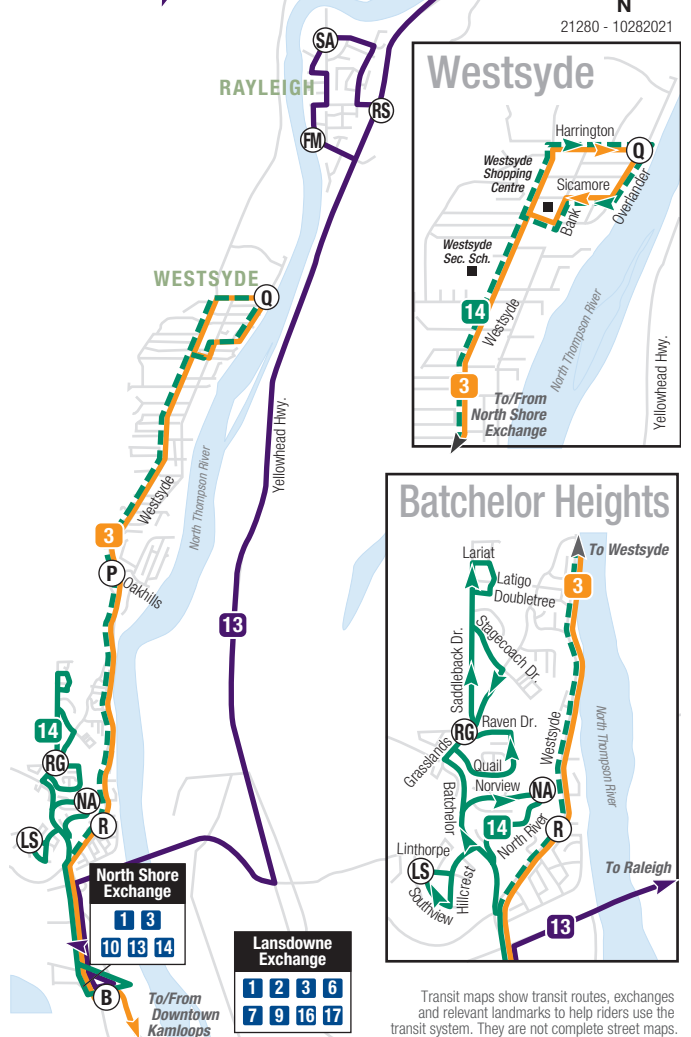 N
21280 - 10282021
SA
RAYLEIGH
RS
FM
WESTSYDE
Q
Yellowhead Hwy.
North Thompson River
Westsyde
3
P
Oakhills
13
14
RG
NA
R
LS
North Shore
Exchange
1 3
10 13 14
B
To/From
Downtown
Kamloops
Lansdowne
Exchange
1 2 3 6
7 9 16 17
Westsyde
Harrington
Q
Westsyde
Shopping
Centre
Sicamore
Bank
Overlander
Westsyde
Sec. Sch.
14
Westsyde
North Thompson River
Yellowhead Hwy.
3
To/From
North Shore
Exchange
Batchelor Heights
To Westsyde
Lariat
Latigo
Doubletree
3
Stagecoach Dr.
Saddleback Dr.
RG
Raven Dr.
Westsyde
North Thompson River
Grasslands
Quail
Norview
NA
Batchelor
14
North River
R
Linthorpe
LS
Southview
Hillcrest
To Raleigh
13
Transit maps show transit routes, exchanges
and relevant landmarks to help riders use the
transit system. They are not complete street maps.